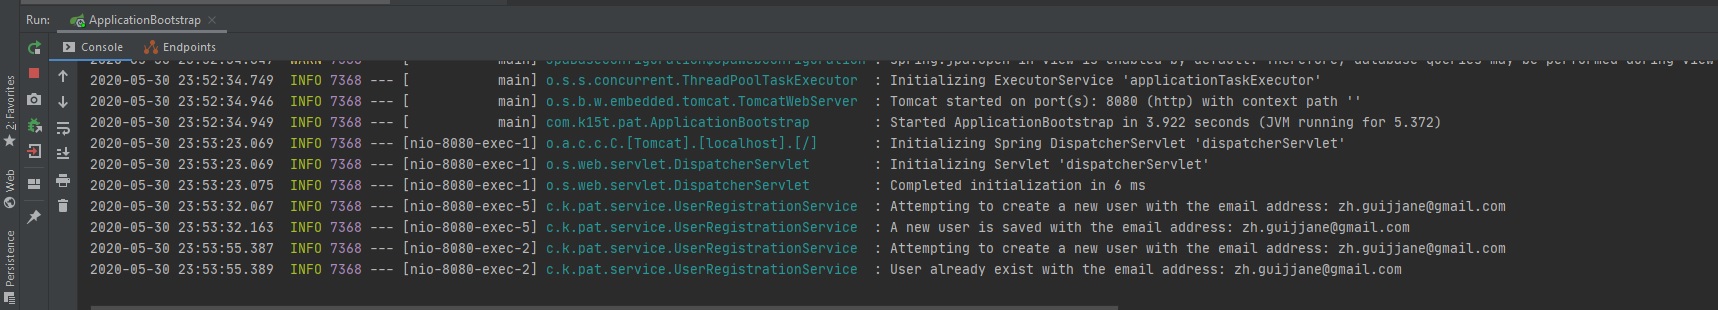 Run: ApplicationBootstrap
Console Endpoints
2020-05-30 23:52:34.749 INFO 7368 --- [ main] o.s.s.concurrent.ThreadPoolTaskExecutor : Initializing ExecutorService 'applicationTaskExecutor'
2020-05-30 23:52:34.946 INFO 7368 --- [ main] o.s.b.w.embedded.tomcat.TomcatWebServer : Tomcat started on port(s): 8080 (http) with context path ''
2020-05-30 23:52:34.949 INFO 7368 --- [ main] com.k15t.pat.ApplicationBootstrap : Started ApplicationBootstrap in 3.922 seconds (JVM running for 5.372)
2020-05-30 23:53:23.069 INFO 7368 --- [nio-8080-exec-1] o.a.c.c.C.[Tomcat].[localhost].[/] : Initializing Spring DispatcherServlet 'dispatcherServlet'
2020-05-30 23:53:23.069 INFO 7368 --- [nio-8080-exec-1] o.s.web.servlet.DispatcherServlet : Initializing Servlet 'dispatcherServlet'
2020-05-30 23:53:23.075 INFO 7368 --- [nio-8080-exec-1] o.s.web.servlet.DispatcherServlet : Completed initialization in 6 ms
2020-05-30 23:53:32.067 INFO 7368 --- [nio-8080-exec-5] c.k.pat.service.UserRegistrationService : Attempting to create a new user with the email address: zh.guijjane@gmail.com
2020-05-30 23:53:32.163 INFO 7368 --- [nio-8080-exec-5] c.k.pat.service.UserRegistrationService : A new user is saved with the email address: zh.guijjane@gmail.com
2020-05-30 23:53:55.387 INFO 7368 --- [nio-8080-exec-2] c.k.pat.service.UserRegistrationService : Attempting to create a new user with the email address: zh.guijjane@gmail.com
2020-05-30 23:53:55.389 INFO 7368 --- [nio-8080-exec-2] c.k.pat.service.UserRegistrationService : User already exist with the email address: zh.guijjane@gmail.com
2: Favorites
Web
Persistence